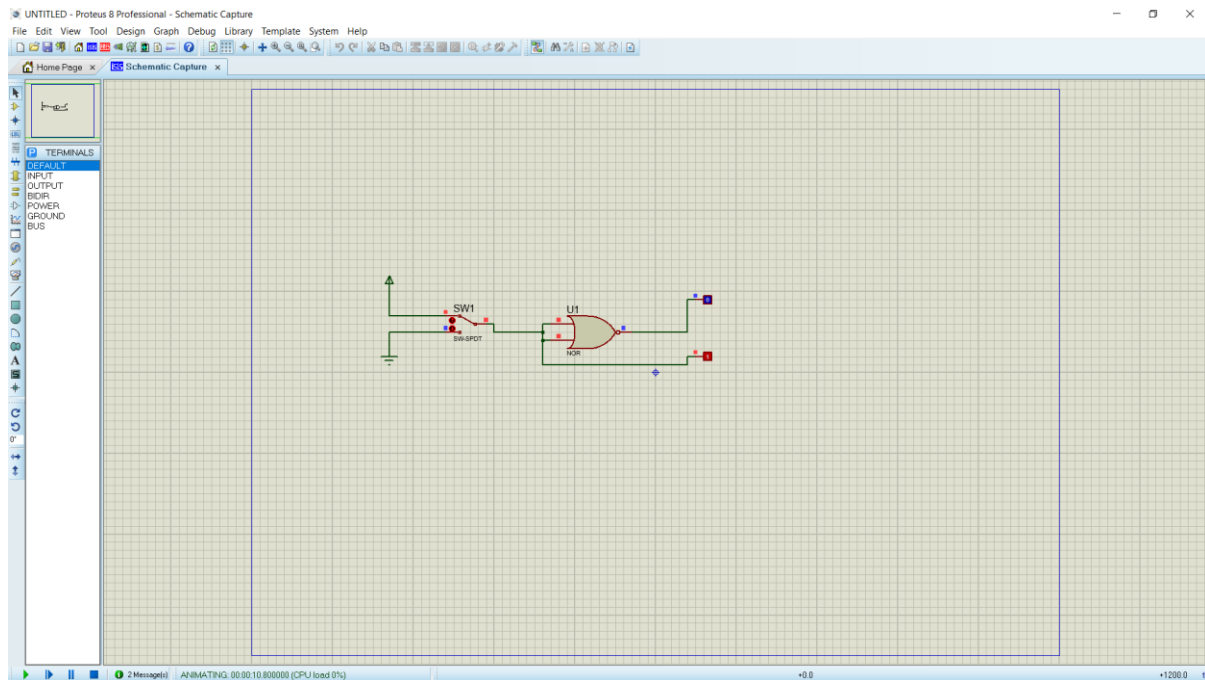 UNTITLED - Proteus 8 Professional - Schematic Capture
File Edit View Tool Design Graph Debug Library Template System Help
Home Page
Schematic Capture
P TERMINALS
DEFAULT
INPUT
OUTPUT
BIDIR
POWER
GROUND
BUS
SW1
SW-SPDT
U1
NOR
0
1
0°
2 Message(s) ANIMATING: 00:00:10.800000 (CPU load 0%) +0.0 +1200.0